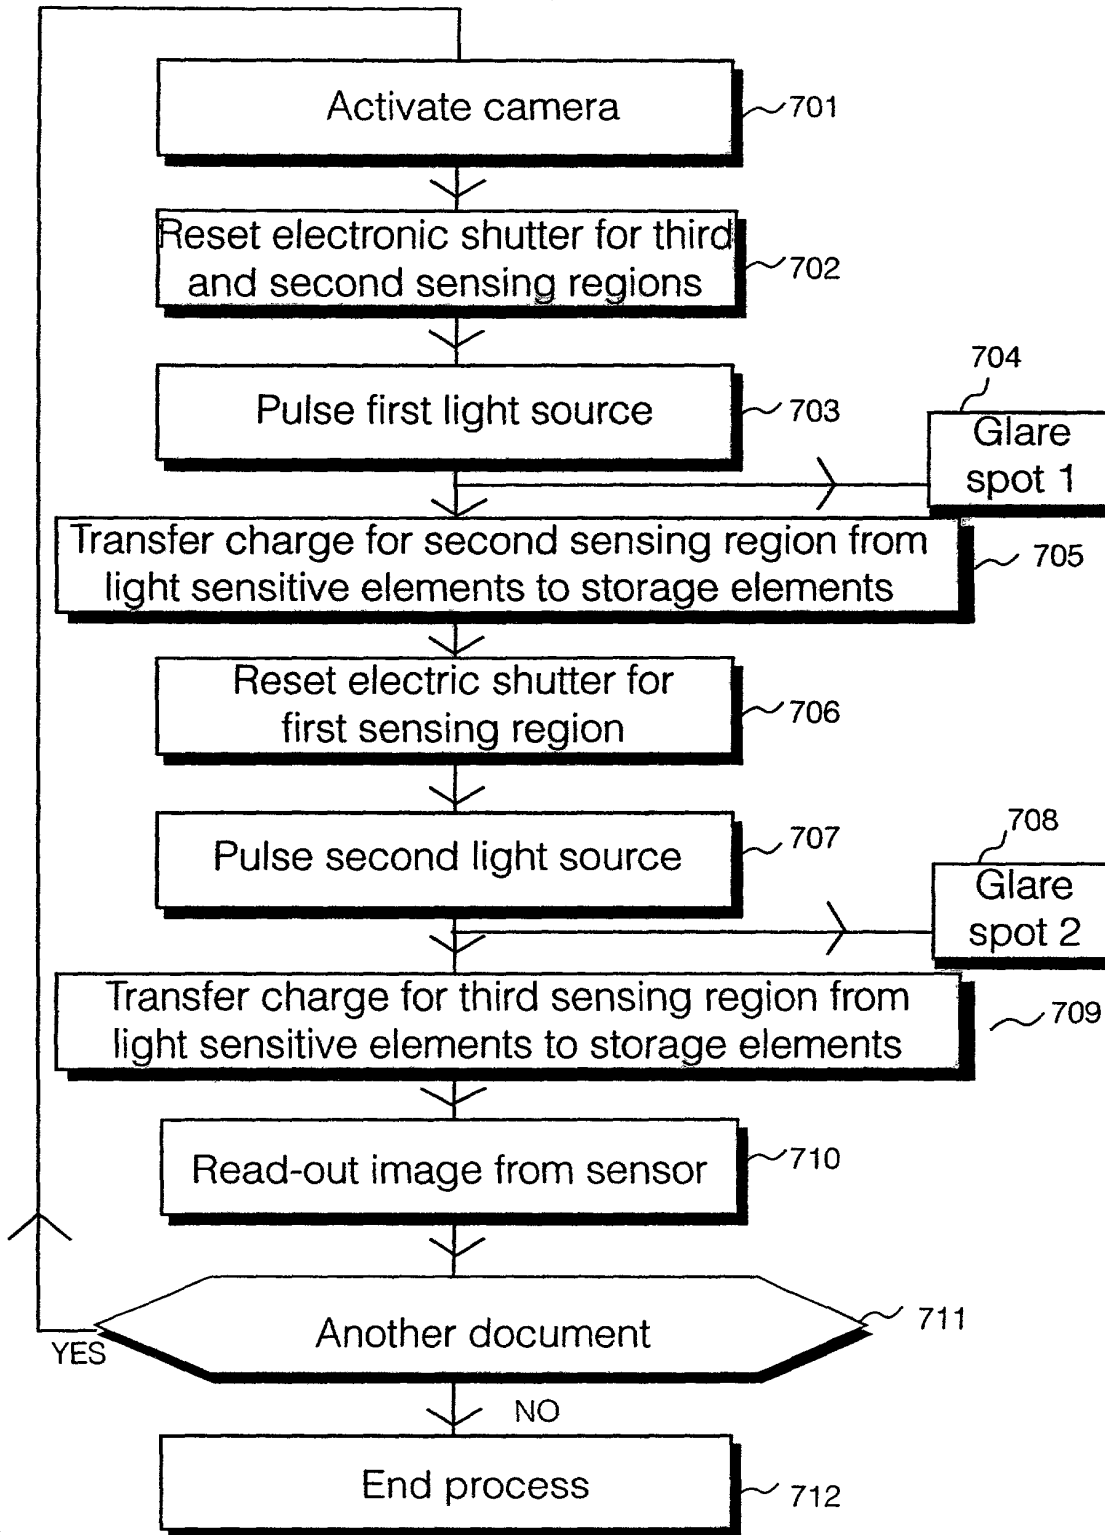 Activate camera
701
Reset electronic shutter for third
and second sensing regions
702
Pulse first light source
703
704
Glare
spot 1
Transfer charge for second sensing region from
light sensitive elements to storage elements
705
Reset electric shutter for
first sensing region
706
Pulse second light source
707
708
Glare
spot 2
Transfer charge for third sensing region from
light sensitive elements to storage elements
709
Read-out image from sensor
710
Another document
711
YES
NO
End process
712